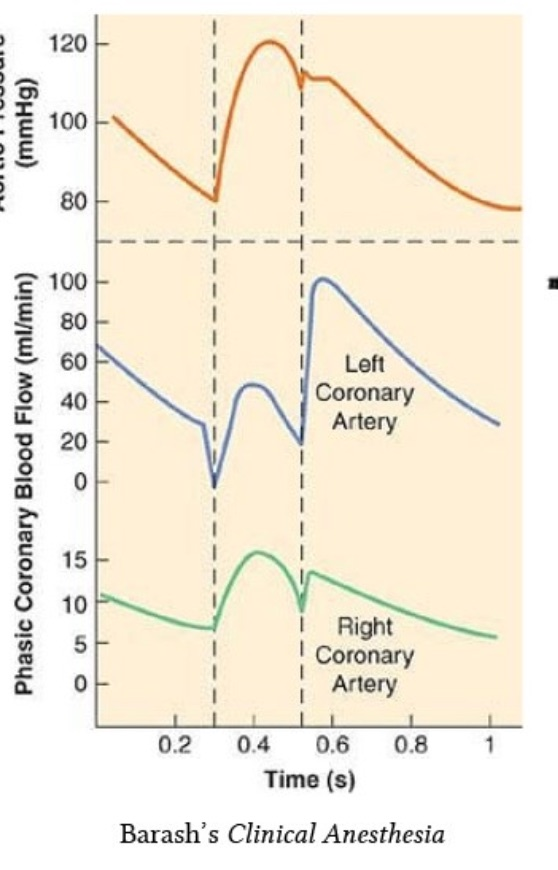 (mmHg)
120
100
80
Phasic Coronary Blood Flow (ml/min)
100
80
60
40
20
0
Left
Coronary
Artery
15
10
5
0
Right
Coronary
Artery
0.2 0.4 0.6 0.8 1
Time (s)
Barash's Clinical Anesthesia